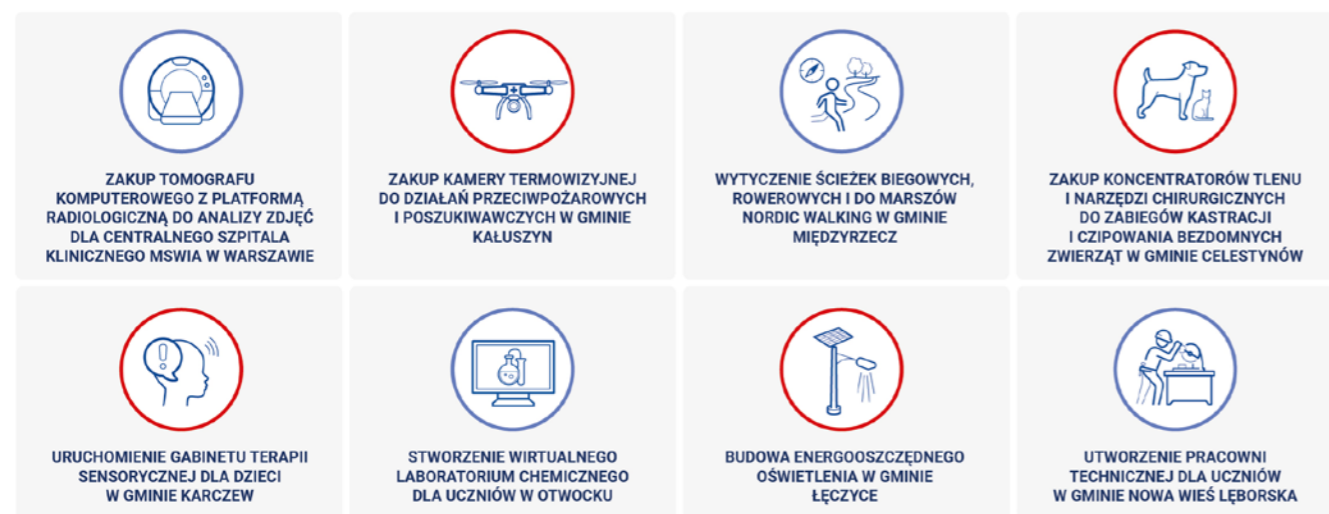 ZAKUP TOMOGRAFU
KOMPUTEROWEGO Z PLATFORMĄ
RADIOLOGICZNĄ DO ANALIZY ZDJĘĆ
DLA CENTRALNEGO SZPITALA
KLINICZNEGO MSWIA W WARSZAWIE
ZAKUP KAMERY TERMOWIZYJNEJ
DO DZIAŁAŃ PRZECIWPOŻAROWYCH
I POSZUKIWAWCZYCH W GMINIE
KAŁUSZYN
WYTYCZENIE ŚCIEŻEK BIEGOWYCH,
ROWEROWYCH I DO MARSZÓW
NORDIC WALKING W GMINIE
MIĘDZYRZECZ
ZAKUP KONCENTRATORÓW TLENU
I NARZĘDZI CHIRURGICZNYCH
DO ZABIEGÓW KASTRACJI
I CZIPOWANIA BEZDOMNYCH
ZWIERZĄT W GMINIE CELESTYNÓW
URUCHOMIENIE GABINETU TERAPII
SENSORYCZNEJ DLA DZIECI
W GMINIE KARCZEW
STWORZENIE WIRTUALNEGO
LABORATORIUM CHEMICZNEGO
DLA UCZNIÓW W OTWOCKU
BUDOWA ENERGOOSZCZĘDNEGO
OŚWIETLENIA W GMINIE
ŁĘCZYCE
UTWORZENIE PRACOWNI
TECHNICZNEJ DLA UCZNIÓW
W GMINIE NOWA WIEŚ LĘBORSKA